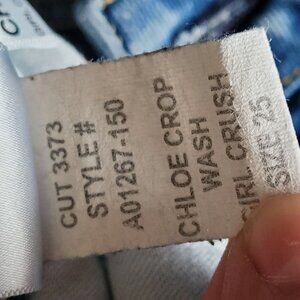 CUT 3373
STYLE #
A01267-150
CHLOE CROP
WASH
GIRL CRUSH
SIZE 25